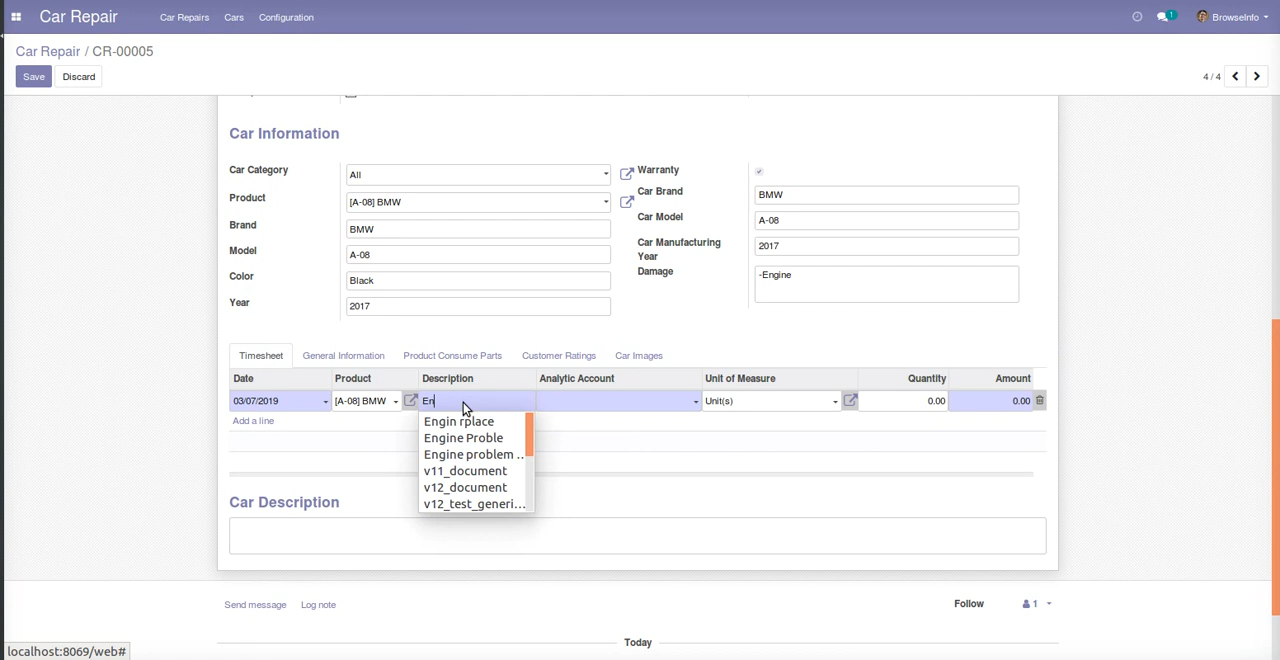 Car Repair Car Repairs Cars Configuration 1 BrowseInfo
Car Repair / CR-00005
Save Discard 4 / 4
Car Information
Car Category All Warranty
Car Brand BMW
Product [A-08] BMW
Car Model A-08
Brand BMW
Car Manufacturing Year 2017
Model A-08
Damage -Engine
Color Black
Year 2017
Timesheet General Information Product Consume Parts Customer Ratings Car Images
Date Product Description Analytic Account Unit of Measure Quantity Amount
03/07/2019 [A-08] BMW En Unit(s) 0.00 0.00
Add a line
Engin rplace
Engine Proble
Engine problem ..
v11_document
v12_document
v12_test_generi...
Car Description
Send message Log note Follow 1
Today
localhost:8069/web#